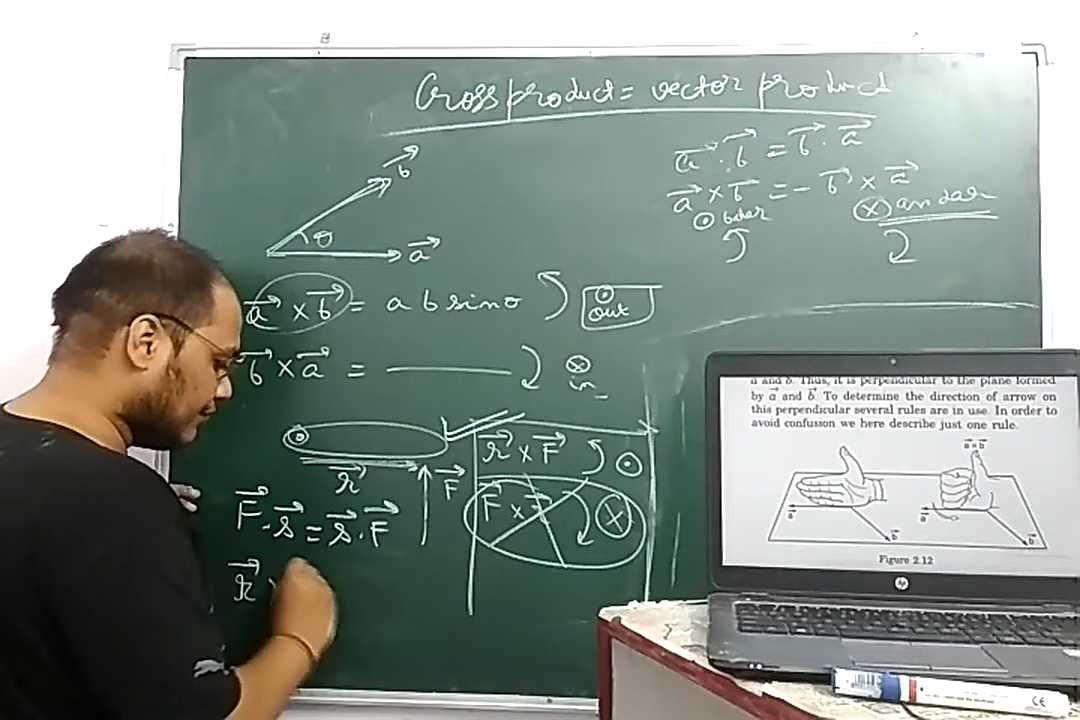 Cross product = vector product
a⃗ · b⃗ = b⃗ · a⃗
a⃗ × b⃗ = - b⃗ × a⃗
⊙ bahar ⊗ andar
b⃗
θ
a⃗
a⃗ × b⃗ = a b sin θ ⊙ out
b⃗ × a⃗ = ⊗ in
r⃗ × F⃗ ⊙
r⃗ F⃗
F × ⊗
F⃗ · s⃗ = s⃗ · F⃗
r⃗ ×
a and b. Thus, it is perpendicular to the plane formed
by a⃗ and b⃗. To determine the direction of arrow on
this perpendicular several rules are in use. In order to
avoid confusion we here describe just one rule.
a⃗ × b⃗
a⃗ b⃗ a⃗ b⃗
Figure 2.12
hp